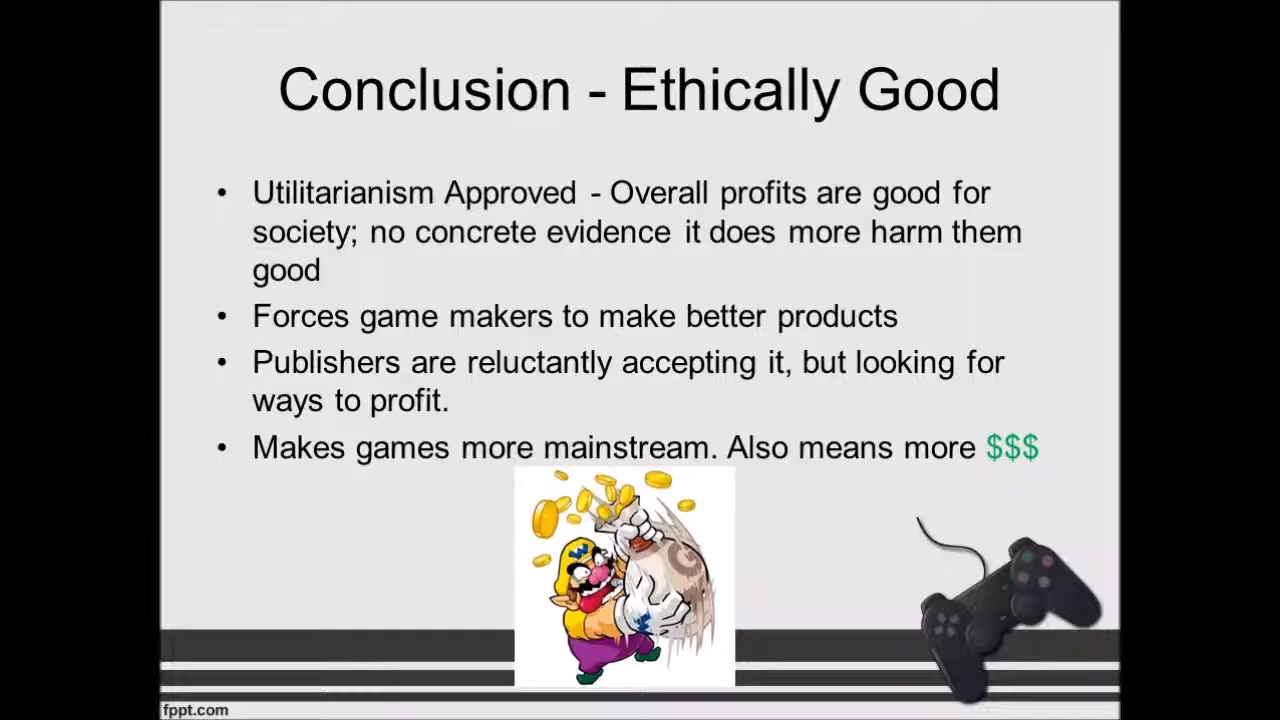 Conclusion - Ethically Good
• Utilitarianism Approved - Overall profits are good for
society; no concrete evidence it does more harm them
good
• Forces game makers to make better products
• Publishers are reluctantly accepting it, but looking for
ways to profit.
• Makes games more mainstream. Also means more $$$
W
fppt.com